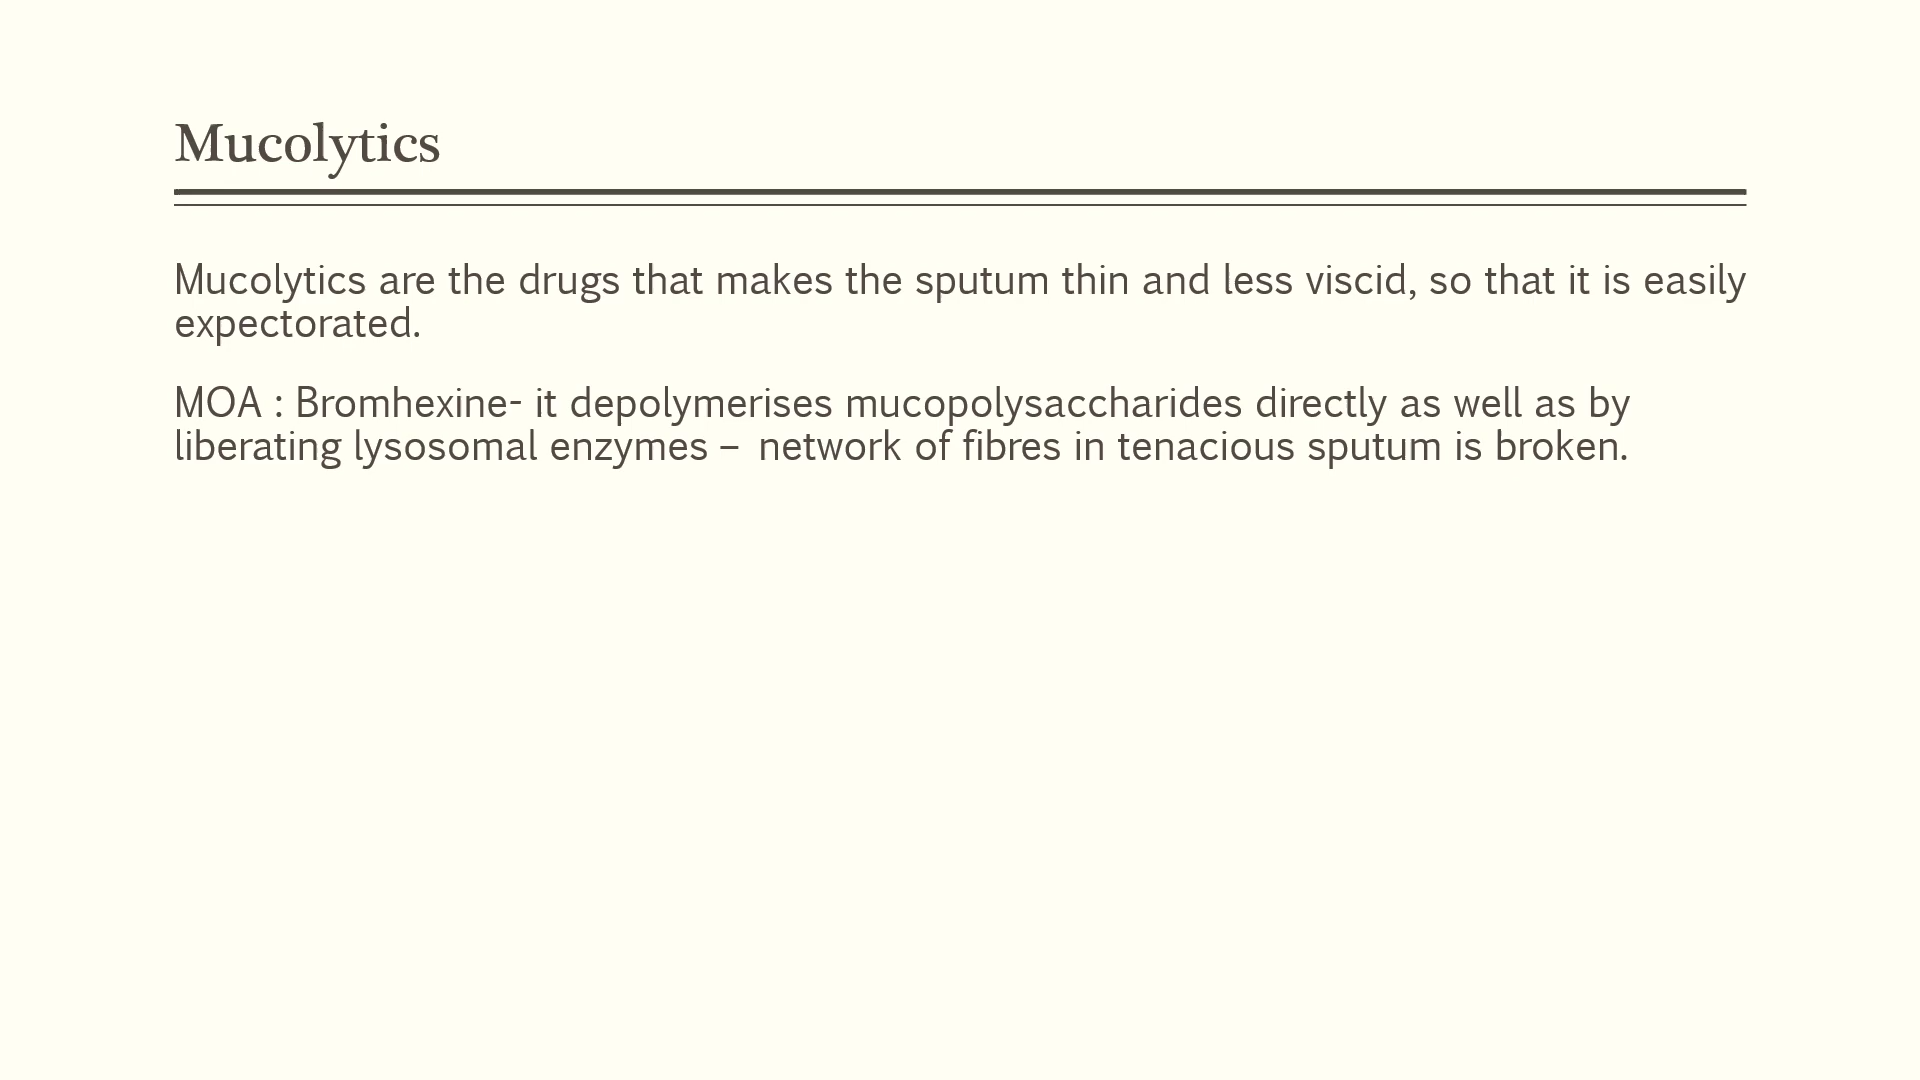 Mucolytics
Mucolytics are the drugs that makes the sputum thin and less viscid, so that it is easily
expectorated.
MOA : Bromhexine- it depolymerises mucopolysaccharides directly as well as by
liberating lysosomal enzymes – network of fibres in tenacious sputum is broken.